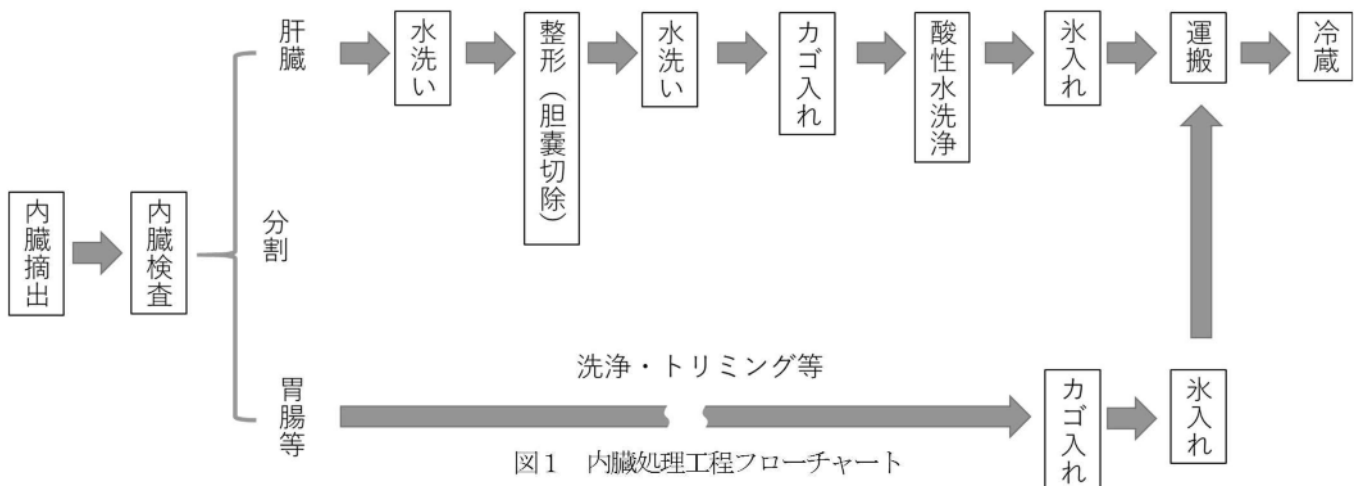 内臓摘出
内臓検査
分割
肝臓
水洗い
整形（胆嚢切除）
水洗い
カゴ入れ
酸性水洗浄
氷入れ
運搬
冷蔵
胃腸等
洗浄・トリミング等
カゴ入れ
氷入れ
図1　内臓処理工程フローチャート